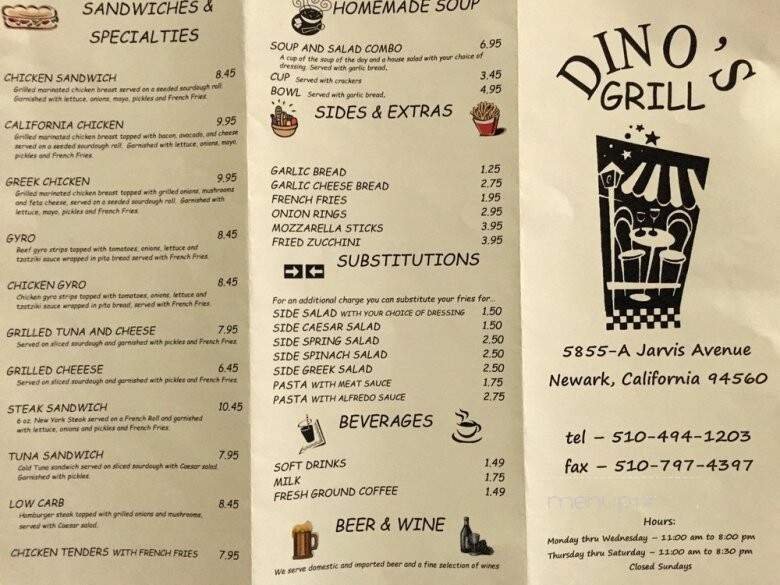 SANDWICHES &
SPECIALTIES
CHICKEN SANDWICH 8.45
Grilled marinated chicken breast served on a seeded sourdough roll.
Garnished with lettuce, onions, mayo, pickles and French Fries.
CALIFORNIA CHICKEN 9.95
Grilled marinated chicken breast topped with bacon, avocado, and cheese
served on a seeded sourdough roll. Garnished with lettuce, onions, mayo,
pickles and French Fries.
GREEK CHICKEN 9.95
Grilled marinated chicken breast topped with grilled onions, mushrooms
and feta cheese, served on a seeded sourdough roll. Garnished with
lettuce, mayo, pickles and French Fries.
GYRO 8.45
Beef gyro strips topped with tomatoes, onions, lettuce and
tzatziki sauce wrapped in pita bread served with French Fries.
CHICKEN GYRO 8.45
Chicken gyro strips topped with tomatoes, onions, lettuce and
tzatziki sauce wrapped in pita bread, served with French Fries.
GRILLED TUNA AND CHEESE 7.95
Served on sliced sourdough and garnished with pickles and French Fries.
GRILLED CHEEESE 6.45
Served on sliced sourdough and garnished with pickles and French Fries.
STEAK SANDWICH 10.45
6 oz. New York Steak served on a French Roll and garnished
with lettuce, onions and pickles and French Fries.
TUNA SANDWICH 7.95
Cold Tuna sandwich served on sliced sourdough with Caesar salad.
Garnished with pickles.
LOW CARB 8.45
Hamburger steak topped with grilled onions and mushrooms,
served with Caesar salad.
CHICKEN TENDERS WITH FRENCH FRIES 7.95
HOMEMADE SOUP
SOUP AND SALAD COMBO 6.95
A cup of the soup of the day and a house salad with your choice of
dressing. Served with garlic bread.
CUP Served with crackers 3.45
BOWL Served with garlic bread. 4.95
SIDES & EXTRAS
GARLIC BREAD 1.25
GARLIC CHEESE BREAD 2.75
FRENCH FRIES 1.95
ONION RINGS 2.95
MOZZARELLA STICKS 3.95
FRIED ZUCCHINI 3.95
SUBSTITUTIONS
For an additional charge you can substitute your fries for...
SIDE SALAD WITH YOUR CHOICE OF DRESSING 1.50
SIDE CAESAR SALAD 1.50
SIDE SPRING SALAD 2.50
SIDE SPINACH SALAD 2.50
SIDE GREEK SALAD 2.50
PASTA WITH MEAT SAUCE 1.75
PASTA WITH ALFREDO SAUCE 2.75
BEVERAGES
SOFT DRINKS 1.49
MILK 1.75
FRESH GROUND COFFEE 1.49
BEER & WINE
We serve domestic and imported beer and a fine selection of wines
DINO'S
GRILL
5855-A Jarvis Avenue
Newark, California 94560
tel - 510-494-1203
fax - 510-797-4397
Hours:
Monday thru Wednesday - 11:00 am to 8:00 pm
Thursday thru Saturday - 11:00 am to 8:30 pm
Closed Sundays